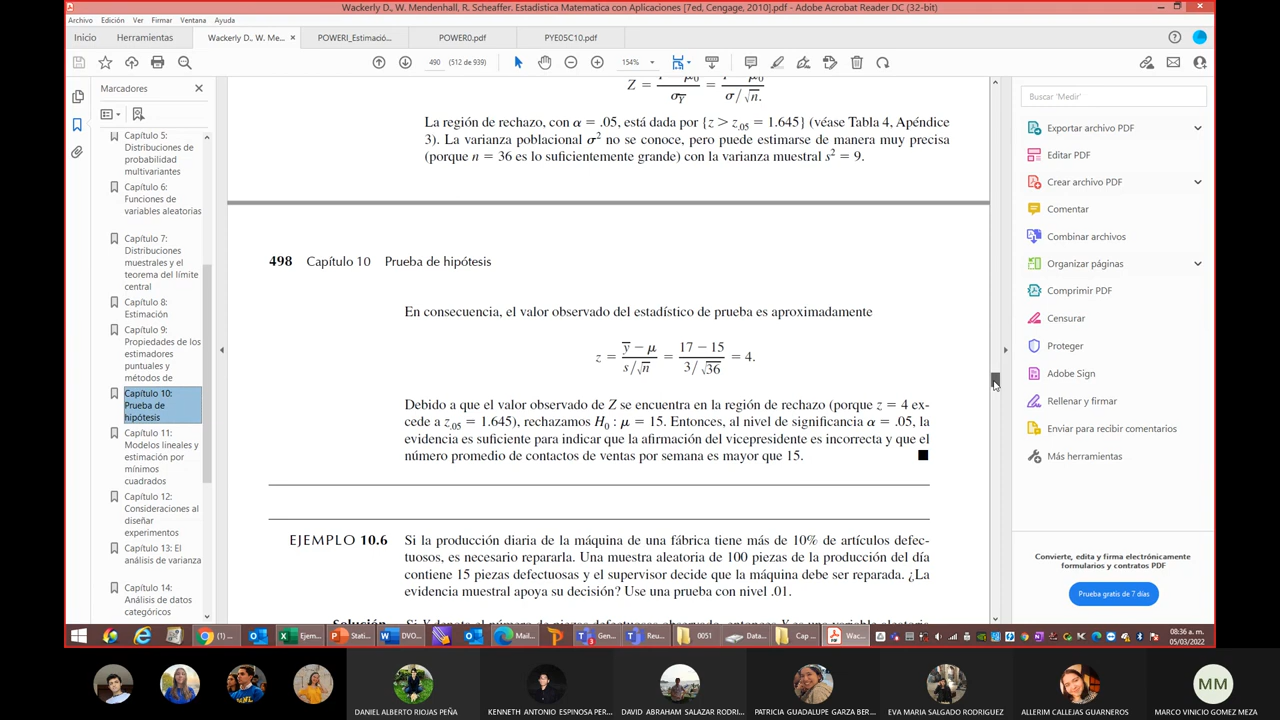 Wackerly D., W. Mendenhall, R. Scheaffer. Estadística Matematica con Aplicaciones [7ed, Cengage, 2010].pdf - Adobe Acrobat Reader DC (32-bit)
Archivo Edición Ver Firmar Ventana Ayuda
Inicio Herramientas Wackerly D., W. Me... × POWERI_Estimació... POWER0.pdf PYE05C10.pdf
490 (512 de 939) 154%
Marcadores
Capítulo 5:
Distribuciones de
probabilidad
multivariantes
Capítulo 6:
Funciones de
variables aleatorias
Capítulo 7:
Distribuciones
muestrales y el
teorema del límite
central
Capítulo 8:
Estimación
Capítulo 9:
Propiedades de los
estimadores
puntuales y
métodos de
Capítulo 10:
Prueba de
hipótesis
Capítulo 11:
Modelos lineales y
estimación por
mínimos
cuadrados
Capítulo 12:
Consideraciones al
diseñar
experimentos
Capítulo 13: El
análisis de varianza
Capítulo 14:
Análisis de datos
categóricos
La región de rechazo, con α = .05, está dada por {z > z.05 = 1.645} (véase Tabla 4, Apéndice
3). La varianza poblacional σ² no se conoce, pero puede estimarse de manera muy precisa
(porque n = 36 es lo suficientemente grande) con la varianza muestral s² = 9.
498 Capítulo 10 Prueba de hipótesis
En consecuencia, el valor observado del estadístico de prueba es aproximadamente
z = (y̅ − μ) / (s/√n) = (17 − 15) / (3/√36) = 4.
Debido a que el valor observado de Z se encuentra en la región de rechazo (porque z = 4 ex-
cede a z.05 = 1.645), rechazamos H0 : μ = 15. Entonces, al nivel de significancia α = .05, la
evidencia es suficiente para indicar que la afirmación del vicepresidente es incorrecta y que el
número promedio de contactos de ventas por semana es mayor que 15.
EJEMPLO 10.6 Si la producción diaria de la máquina de una fábrica tiene más de 10% de artículos defec-
tuosos, es necesario repararla. Una muestra aleatoria de 100 piezas de la producción del día
contiene 15 piezas defectuosas y el supervisor decide que la máquina debe ser reparada. ¿La
evidencia muestral apoya su decisión? Use una prueba con nivel .01.
Buscar 'Medir'
Exportar archivo PDF
Editar PDF
Crear archivo PDF
Comentar
Combinar archivos
Organizar páginas
Comprimir PDF
Censurar
Proteger
Adobe Sign
Rellenar y firmar
Enviar para recibir comentarios
Más herramientas
Convierte, edita y firma electrónicamente
formularios y contratos PDF
Prueba gratis de 7 días
(1) ... Ejem... Stati... DVO... Mail... Gen... Reu... 0051 Data... Cap ... Wac...
08:36 a. m.
05/03/2022
DANIEL ALBERTO RIOJAS PEÑA
KENNETH ANTONIO ESPINOSA PER...
DAVID ABRAHAM SALAZAR RODRI...
PATRICIA GUADALUPE GARZA BER...
EVA MARIA SALGADO RODRIGUEZ
ALLERIM CALLEJAS GUARNEROS
MM
MARCO VINICIO GOMEZ MEZA